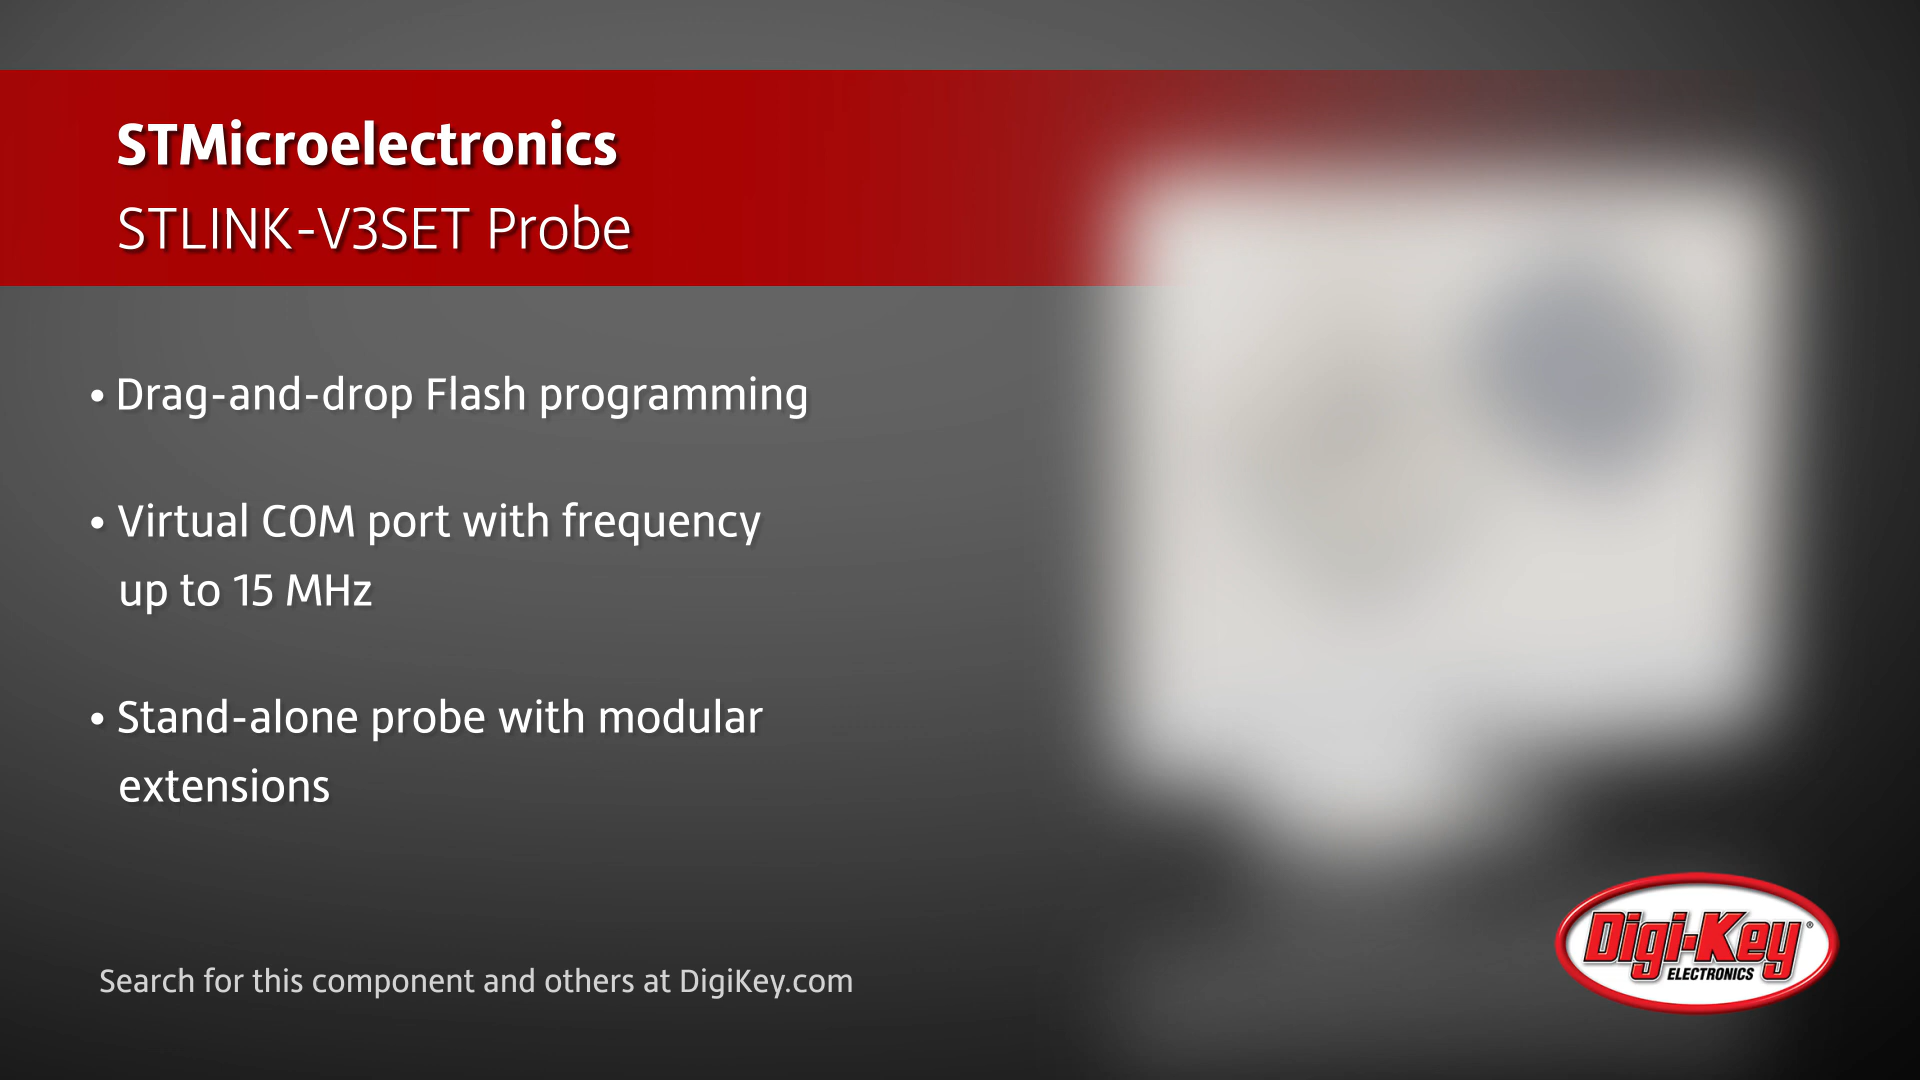 STMicroelectronics
STLINK-V3SET Probe
• Drag-and-drop Flash programming
• Virtual COM port with frequency
up to 15 MHz
• Stand-alone probe with modular
extensions
Search for this component and others at DigiKey.com
Digi-Key®
ELECTRONICS